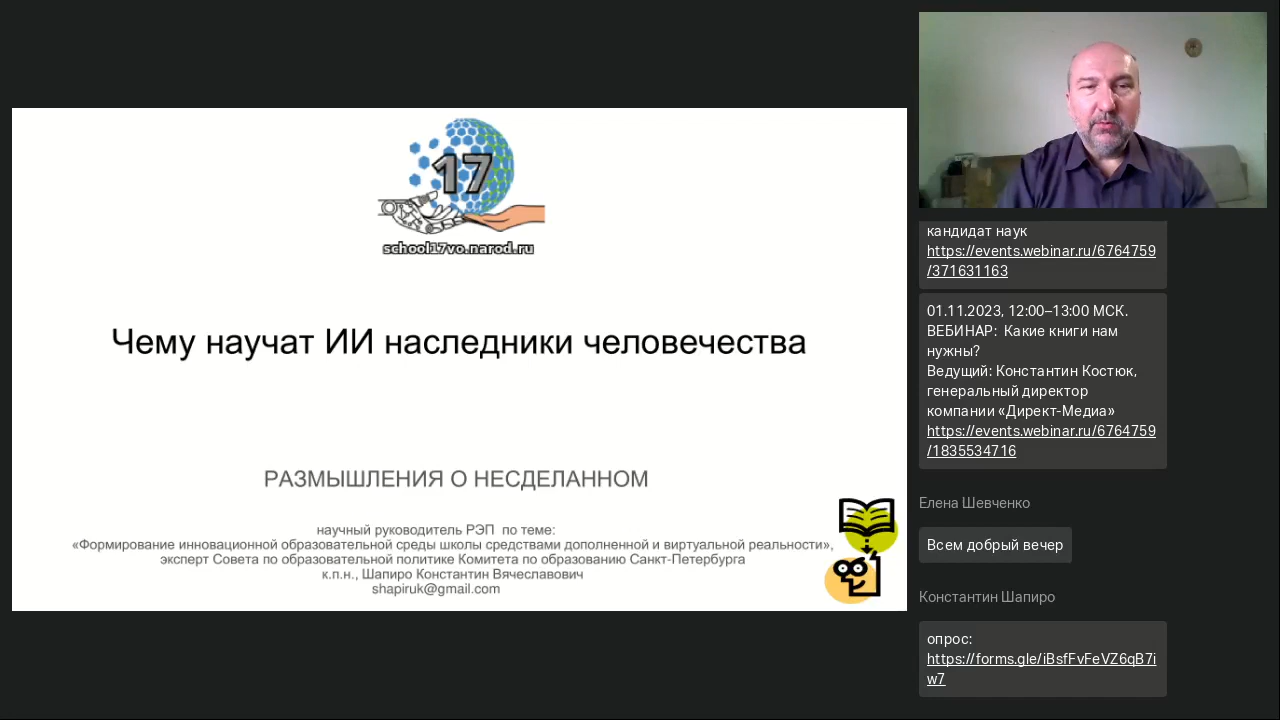 17
school17vo.narod.ru
Чему научат ИИ наследники человечества
РАЗМЫШЛЕНИЯ О НЕСДЕЛАННОМ
научный руководитель РЭП по теме:
«Формирование инновационной образовательной среды школы средствами дополненной и виртуальной реальности»,
эксперт Совета по образовательной политике Комитета по образованию Санкт-Петербурга
к.п.н., Шапиро Константин Вячеславович
shapiruk@gmail.com
кандидат наук
https://events.webinar.ru/6764759
/371631163
01.11.2023, 12:00–13:00 МСК.
ВЕБИНАР: Какие книги нам
нужны?
Ведущий: Константин Костюк,
генеральный директор
компании «Директ-Медиа»
https://events.webinar.ru/6764759
/1835534716
Елена Шевченко
Всем добрый вечер
Константин Шапиро
опрос:
https://forms.gle/iBsfFvFeVZ6qB7i
w7